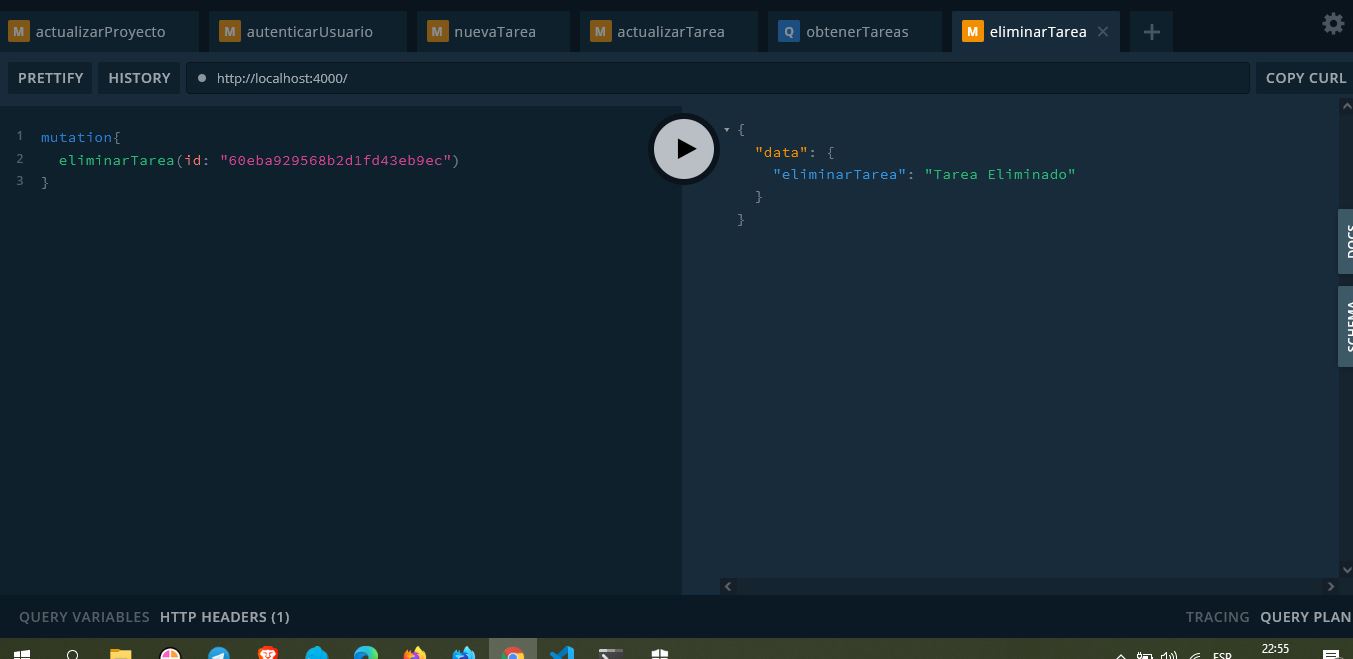 M actualizarProyecto M autenticarUsuario M nuevaTarea M actualizarTarea Q obtenerTareas M eliminarTarea
PRETTIFY HISTORY http://localhost:4000/ COPY CURL
1 mutation{
2 eliminarTarea(id: "60eba929568b2d1fd43eb9ec")
3 }
{
"data": {
"eliminarTarea": "Tarea Eliminado"
}
}
DOCS
SCHEMA
QUERY VARIABLES HTTP HEADERS (1) TRACING QUERY PLAN
ESP 22:55